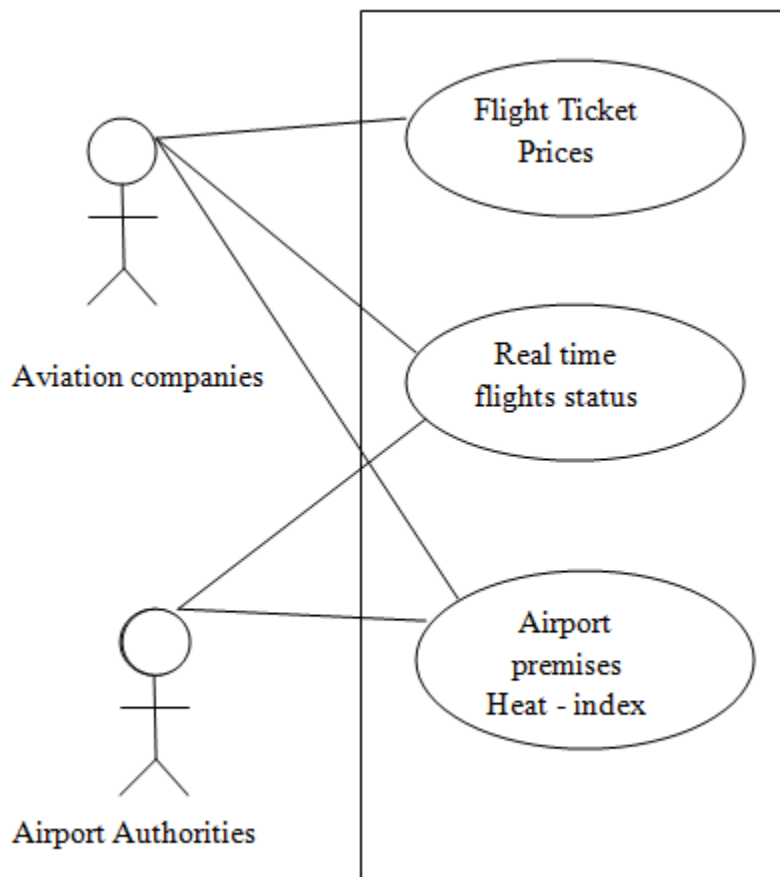 Flight Ticket
Prices
Aviation companies
Real time
flights status
Airport
premises
Heat - index
Airport Authorities